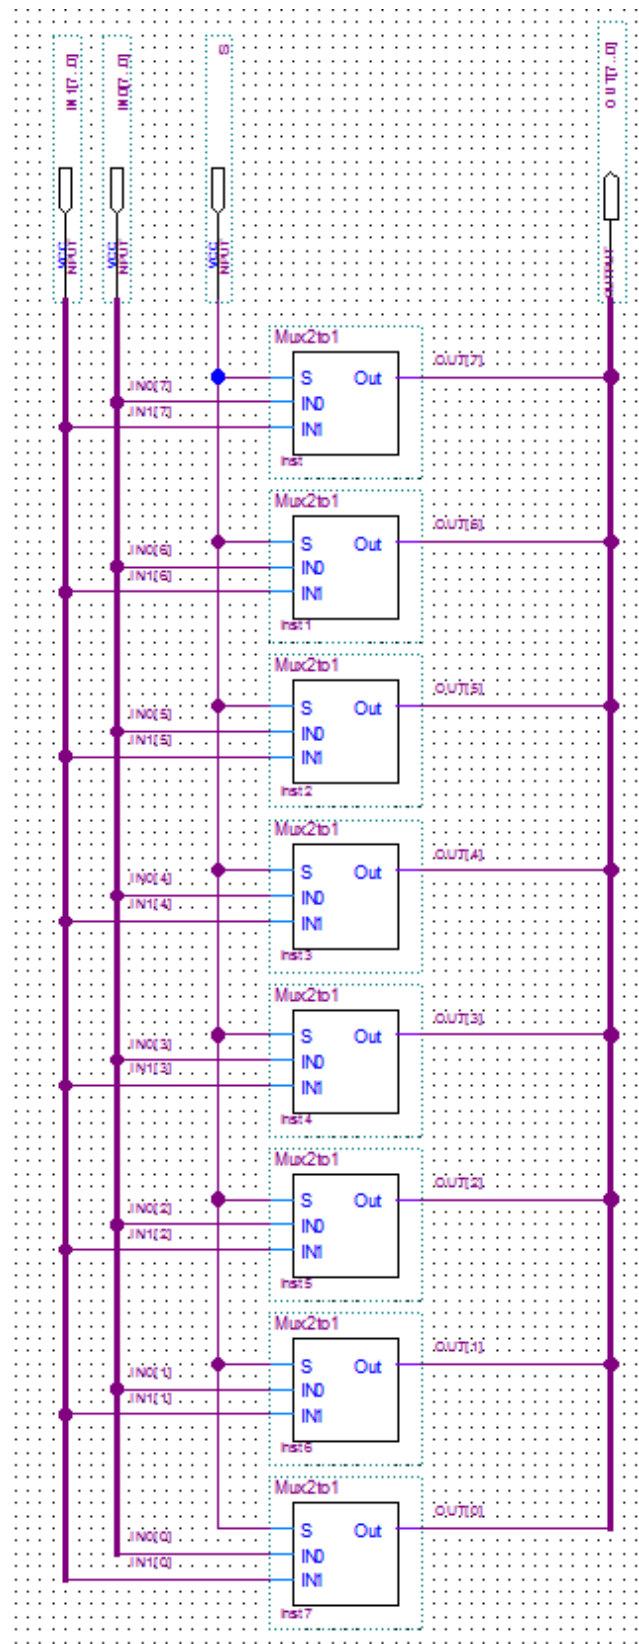 IN1[7..0]
IN0[7..0]
S
OUT[7..0]
VCC
INPUT
VCC
INPUT
VCC
INPUT
OUTPUT
Mux2to1
S Out
IN0
IN1
inst
IN0[7]
IN1[7]
OUT[7]
Mux2to1
S Out
IN0
IN1
inst1
IN0[6]
IN1[6]
OUT[6]
Mux2to1
S Out
IN0
IN1
inst2
IN0[5]
IN1[5]
OUT[5]
Mux2to1
S Out
IN0
IN1
inst3
IN0[4]
IN1[4]
OUT[4]
Mux2to1
S Out
IN0
IN1
inst4
IN0[3]
IN1[3]
OUT[3]
Mux2to1
S Out
IN0
IN1
inst5
IN0[2]
IN1[2]
OUT[2]
Mux2to1
S Out
IN0
IN1
inst6
IN0[1]
IN1[1]
OUT[1]
Mux2to1
S Out
IN0
IN1
inst7
IN0[0]
IN1[0]
OUT[0]